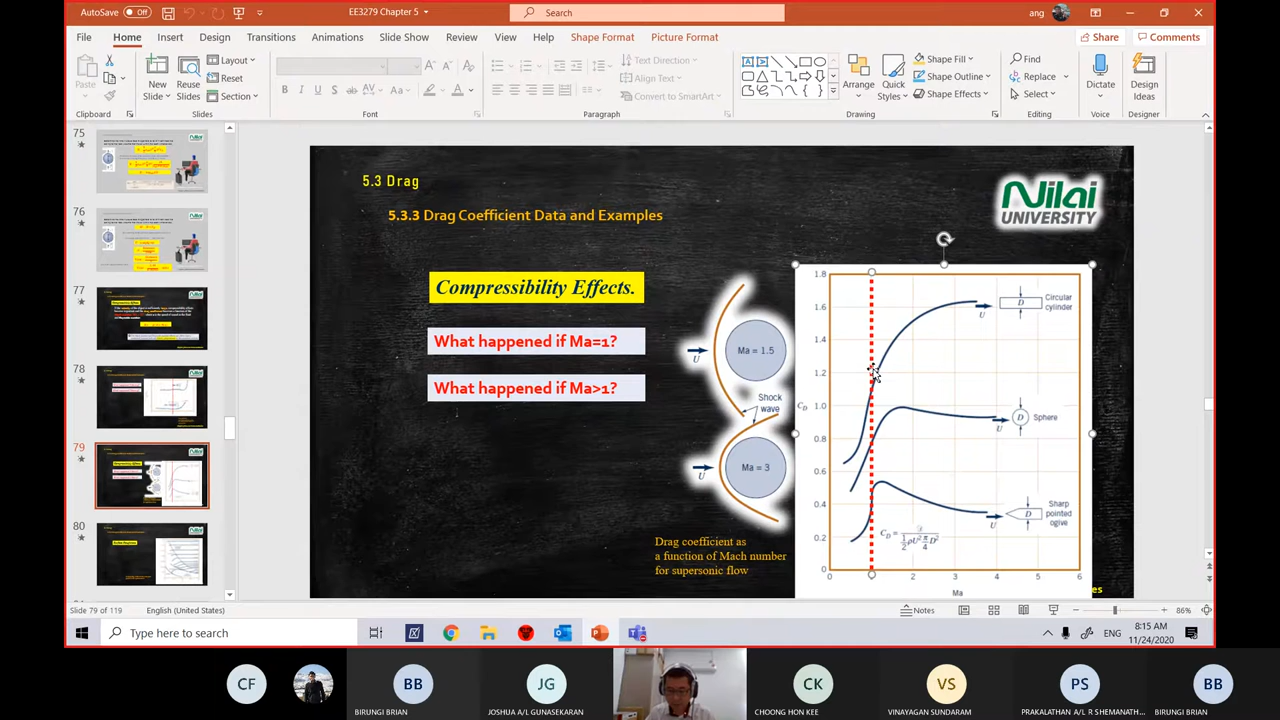 AutoSave Off
EE3279 Chapter 5
Search
ang
File Home Insert Design Transitions Animations Slide Show Review View Help Shape Format Picture Format
Share Comments
Paste
Clipboard
New Slide
Reuse Slides
Layout
Reset
Section
Slides
Font
Text Direction
Align Text
Convert to SmartArt
Paragraph
Arrange
Quick Styles
Shape Fill
Shape Outline
Shape Effects
Drawing
Find
Replace
Select
Editing
Dictate
Voice
Design Ideas
Designer
75
76
77
78
79
80
5.3 Drag
5.3.3 Drag Coefficient Data and Examples
Nilai
UNIVERSITY
Compressibility Effects.
What happened if Ma=1?
What happened if Ma>1?
U
Ma = 1.5
Shock
wave
U
Ma = 3
Drag coefficient as
a function of Mach number
for supersonic flow
1.8
1.6
1.4
1.2
1.0
0.8
0.6
0.4
0.2
0
C_D
U
D
Circular
cylinder
U
D
Sphere
U
D
Sharp
pointed
ogive
0 1 2 3 4 5 6
Ma
es
Slide 79 of 119 English (United States)
Notes
86%
Type here to search
ENG
8:15 AM
11/24/2020
CF
BB
BIRUNGI BRIAN
JG
JOSHUA A/L GUNASEKARAN
CK
CHOONG HON KEE
VS
VINAYAGAN SUNDARAM
PS
PRAKALATHAN A/L R SHEMANATH...
BB
BIRUNGI BRIAN